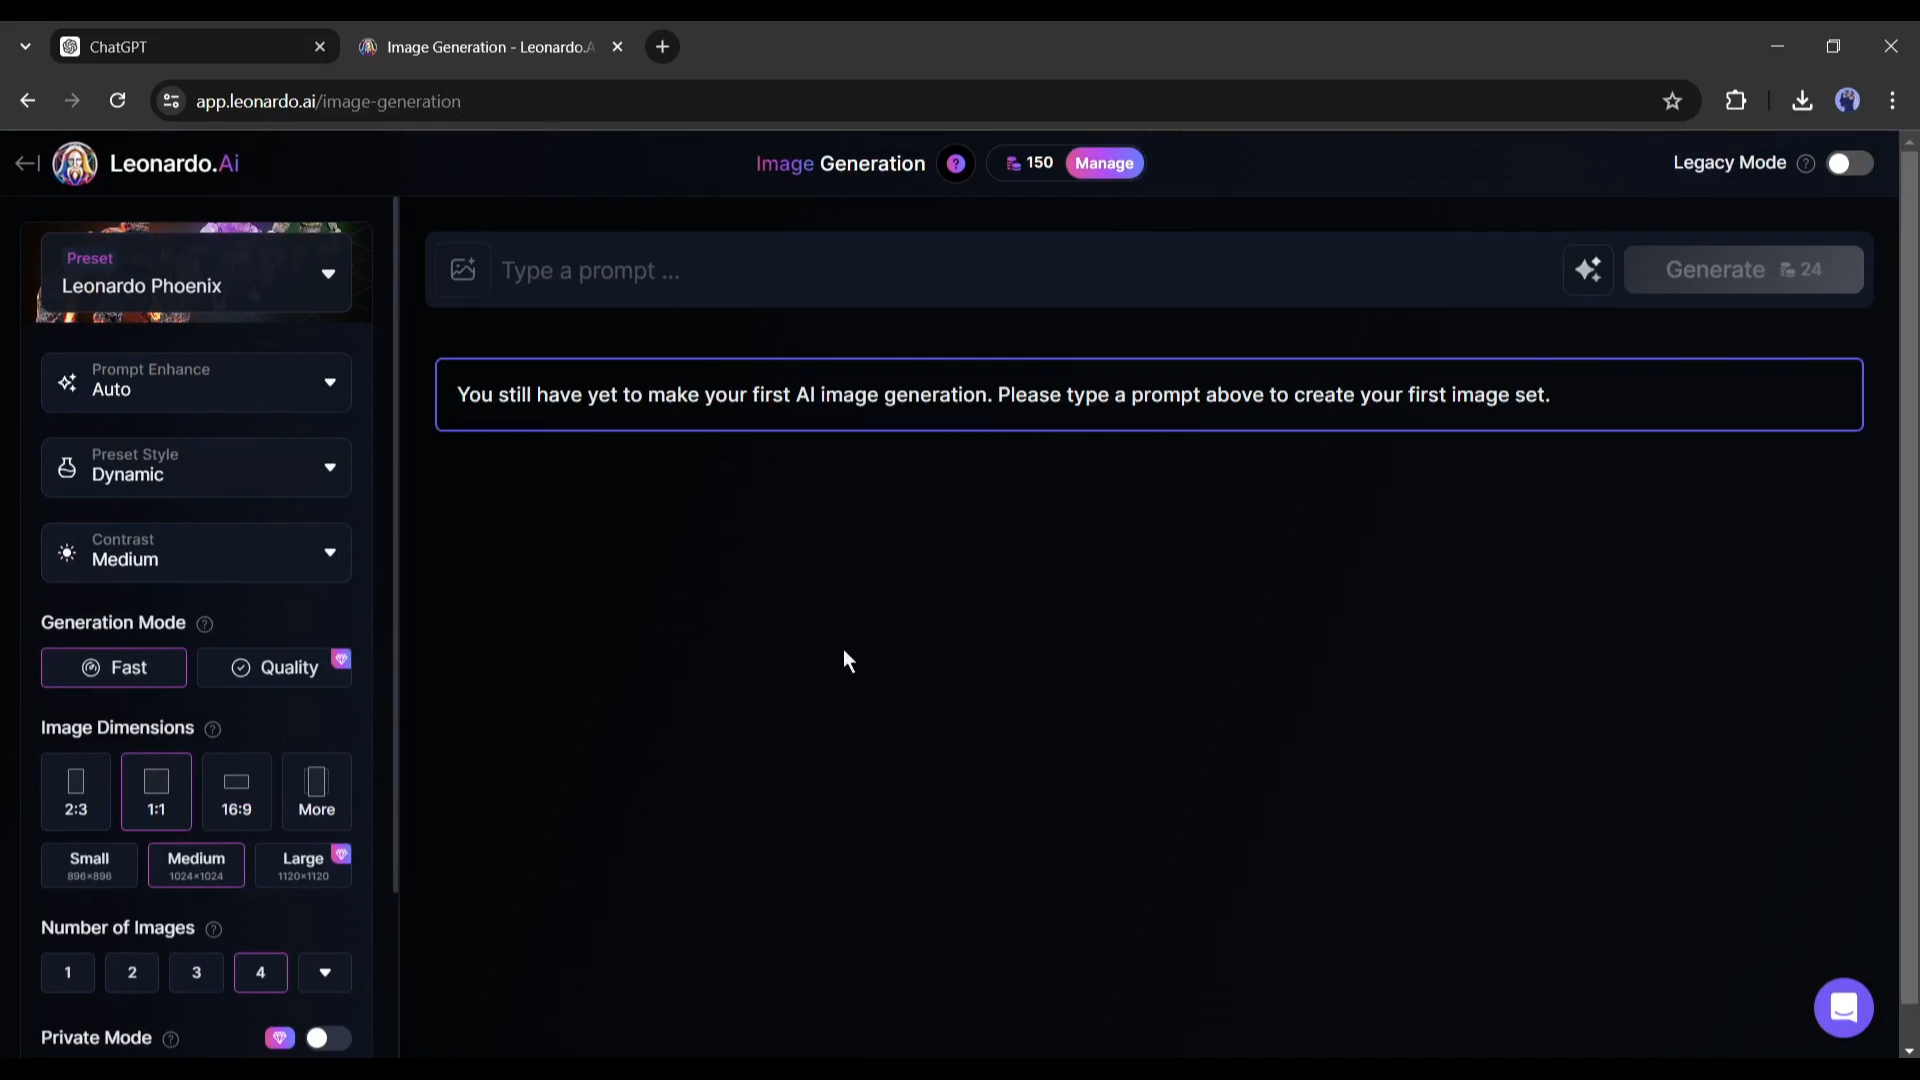 ChatGPT
Image Generation - Leonardo.A
app.leonardo.ai/image-generation
Leonardo.Ai
Image Generation
?
150
Manage
Legacy Mode
?
Preset
Leonardo Phoenix
Type a prompt ...
Generate
24
Prompt Enhance
Auto
You still have yet to make your first AI image generation. Please type a prompt above to create your first image set.
Preset Style
Dynamic
Contrast
Medium
Generation Mode
?
Fast
Quality
Image Dimensions
?
2:3
1:1
16:9
More
Small
Medium
Large
896×896
1024×1024
1120×1120
Number of Images
?
1
2
3
4
Private Mode
?